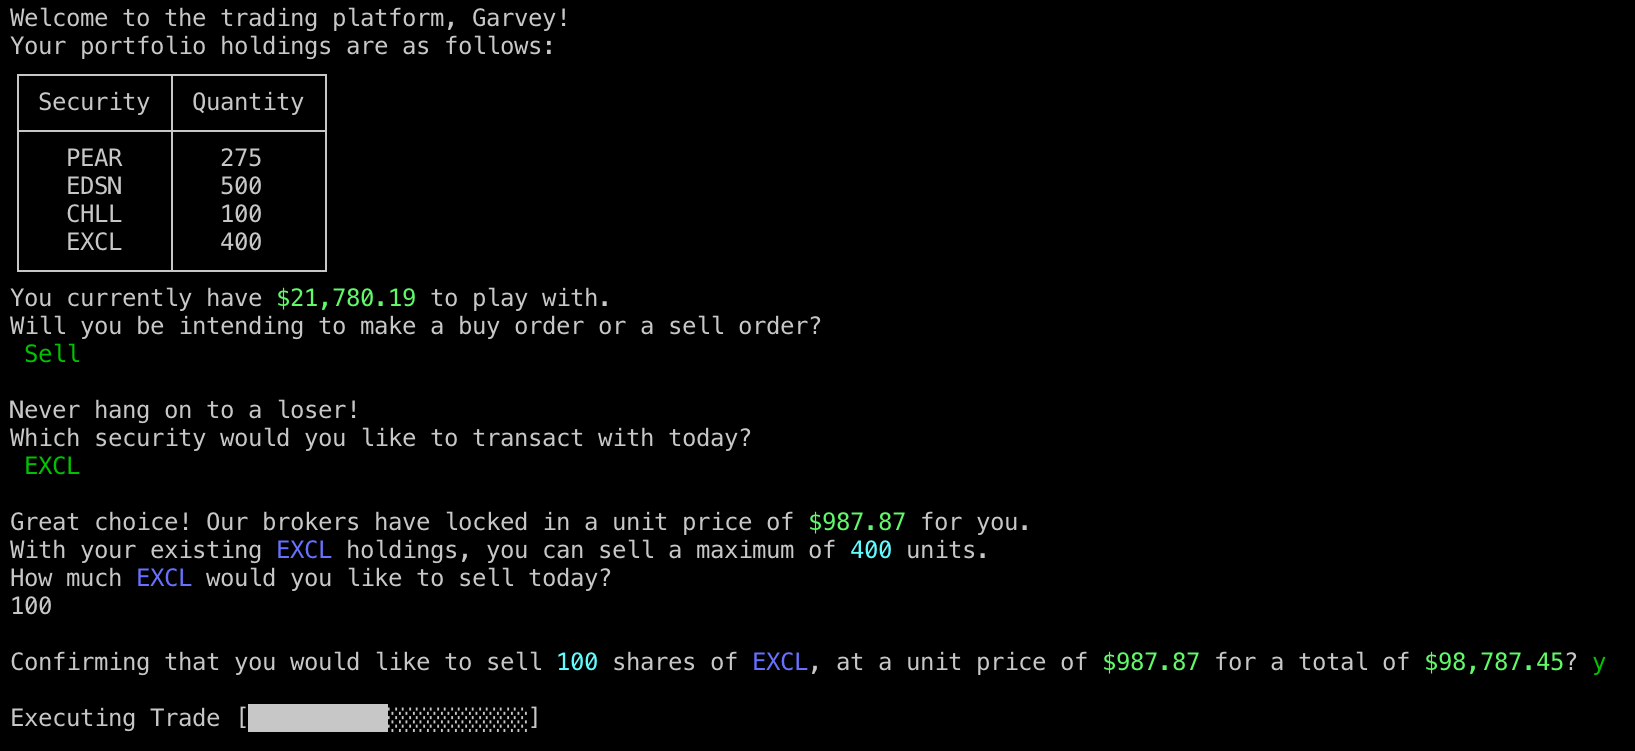 Welcome to the trading platform, Garvey!
Your portfolio holdings are as follows:
Security Quantity
PEAR 275
EDSN 500
CHLL 100
EXCL 400
You currently have $21,780.19 to play with.
Will you be intending to make a buy order or a sell order?
Sell
Never hang on to a loser!
Which security would you like to transact with today?
EXCL
Great choice! Our brokers have locked in a unit price of $987.87 for you.
With your existing EXCL holdings, you can sell a maximum of 400 units.
How much EXCL would you like to sell today?
100
Confirming that you would like to sell 100 shares of EXCL, at a unit price of $987.87 for a total of $98,787.45? y
Executing Trade [██████████░░░░░░░░░░]